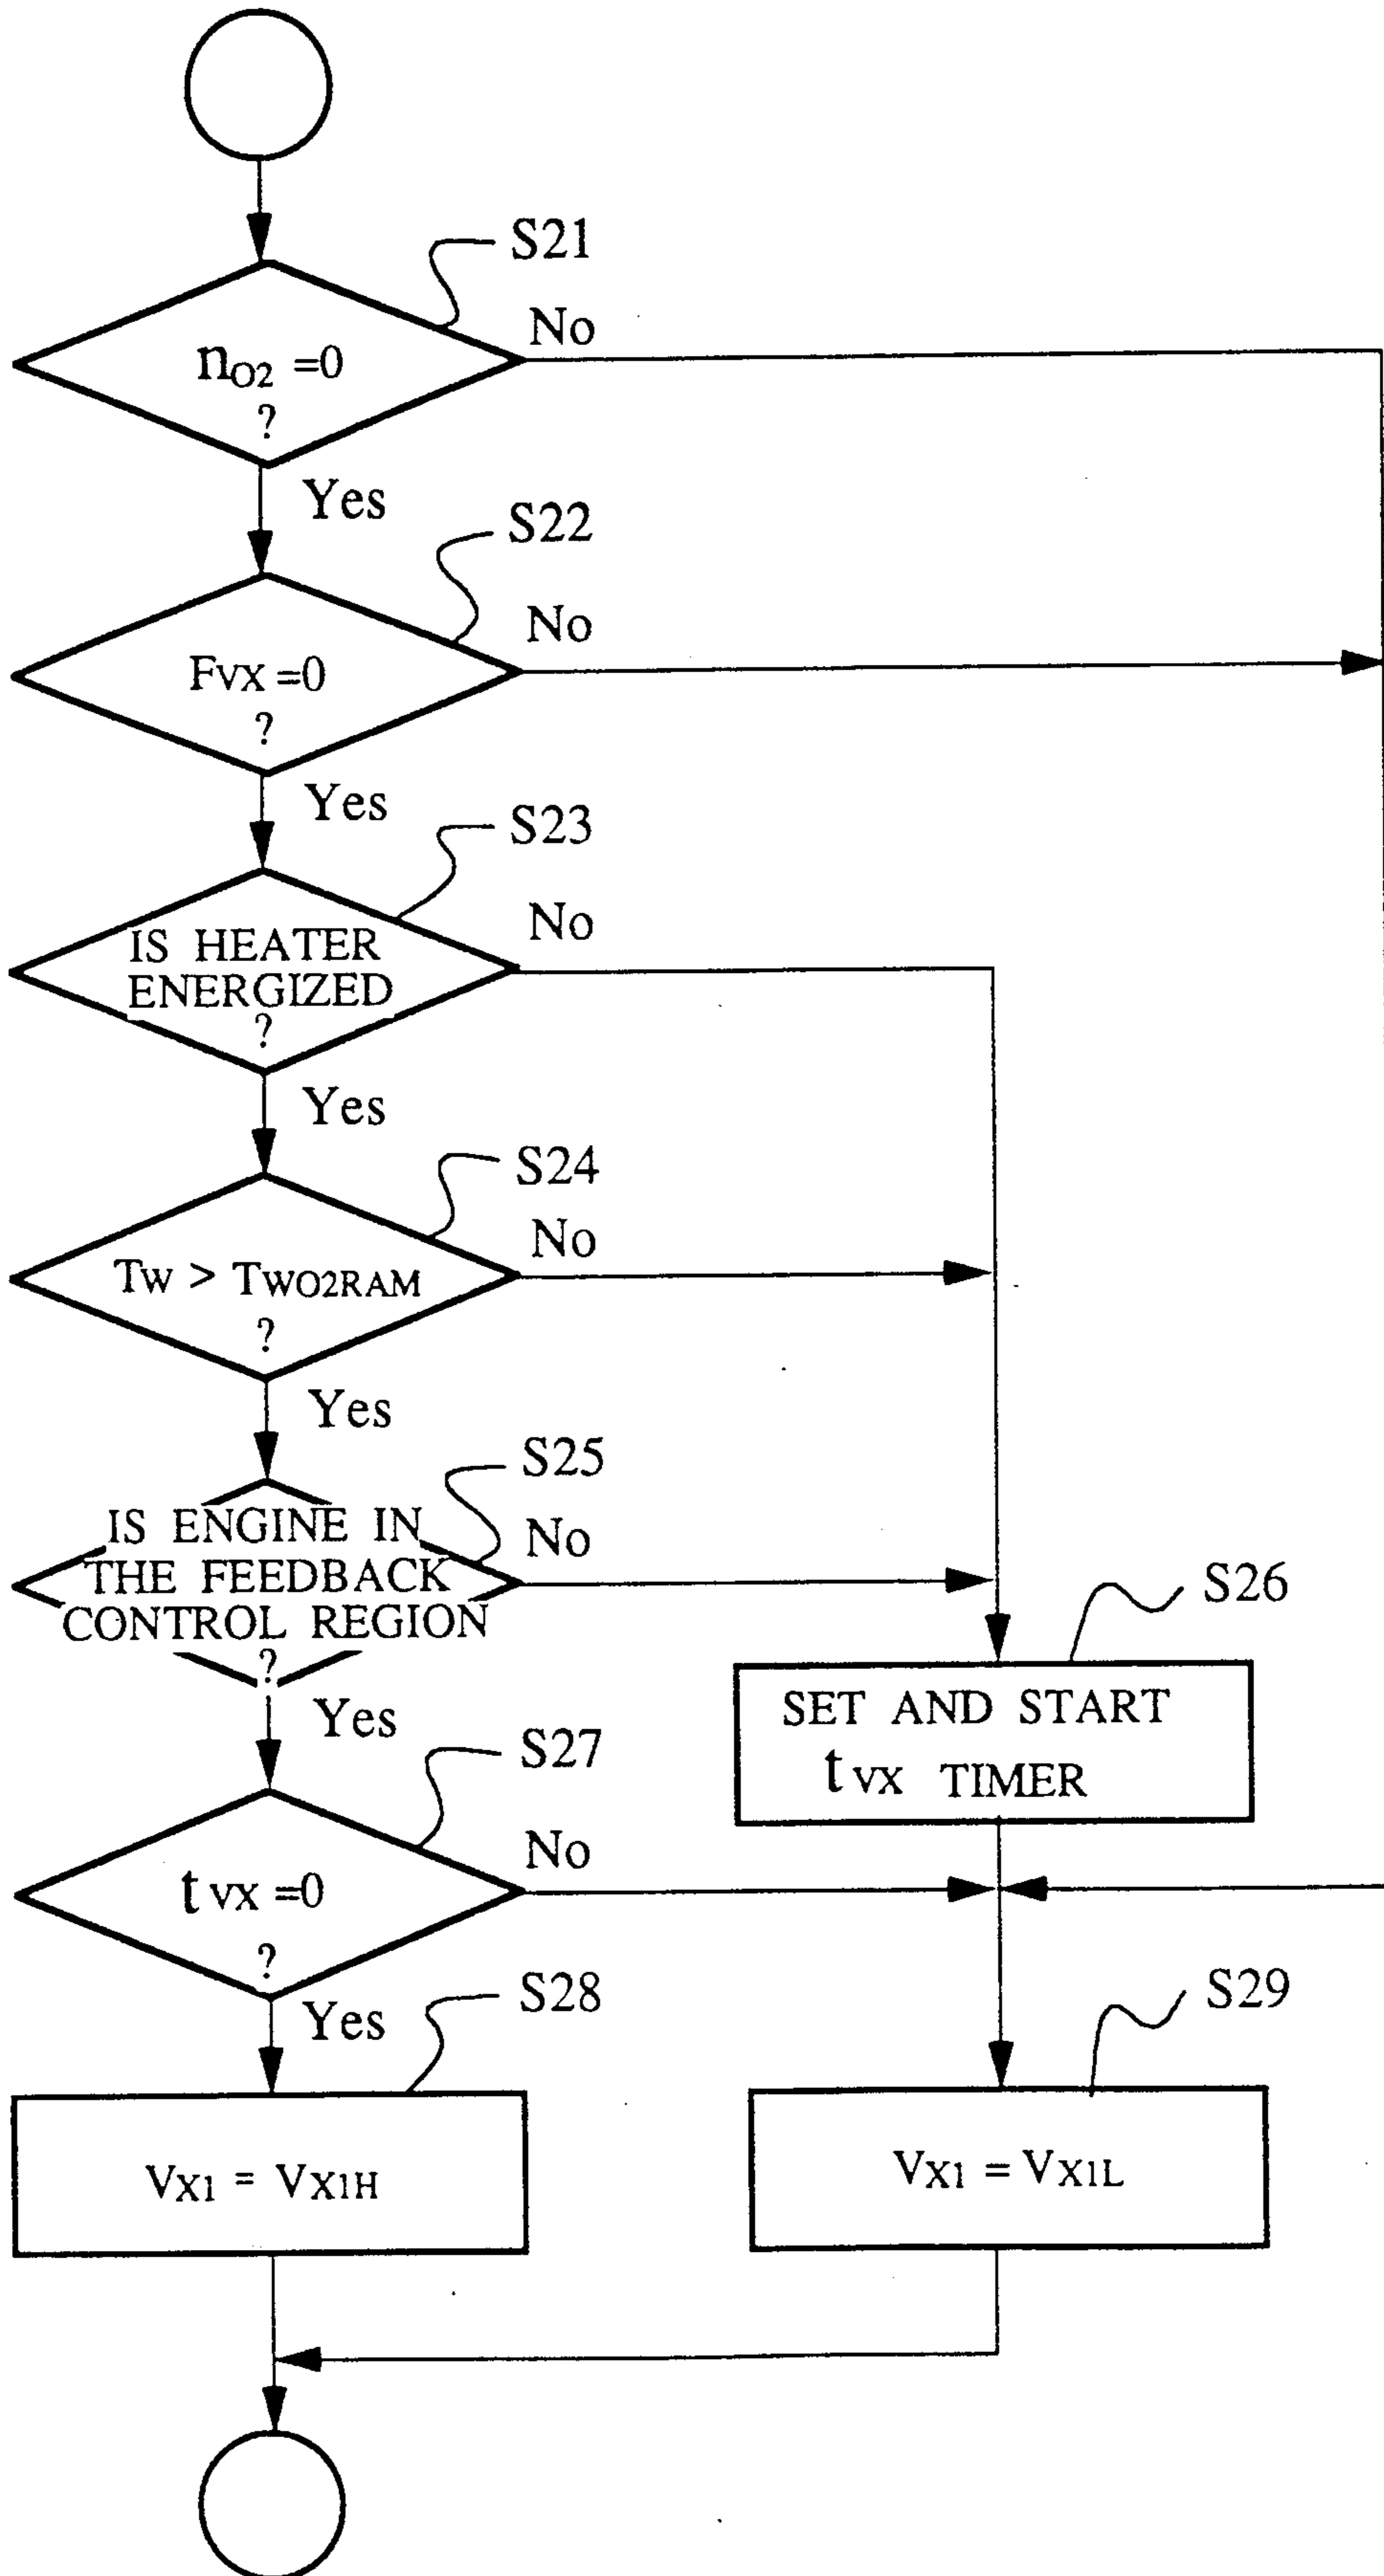 S21
No
nO2 =0
?
Yes
S22
No
FVX =0
?
Yes
S23
No
IS HEATER
ENERGIZED
?
Yes
S24
No
TW > TWO2RAM
?
Yes
S25
No
IS ENGINE IN
THE FEEDBACK
CONTROL REGION
?
Yes
S26
SET AND START
tVX TIMER
S27
No
tVX =0
?
Yes
S28
VX1 = VX1H
S29
VX1 = VX1L